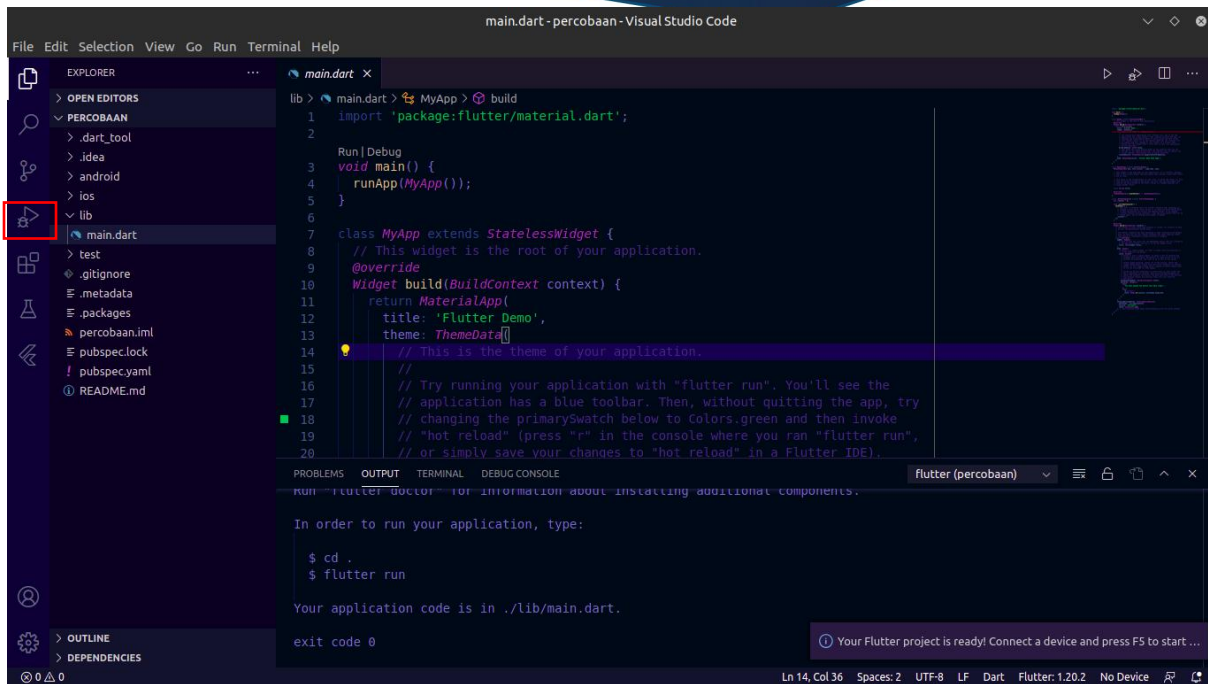 main.dart - percobaan - Visual Studio Code
File Edit Selection View Go Run Terminal Help
EXPLORER
main.dart
OPEN EDITORS
PERCOBAAN
.dart_tool
.idea
android
ios
lib
main.dart
test
.gitignore
.metadata
.packages
percobaan.iml
pubspec.lock
pubspec.yaml
README.md
OUTLINE
DEPENDENCIES
lib > main.dart > MyApp > build
1 import 'package:flutter/material.dart';
2
Run | Debug
3 void main() {
4 runApp(MyApp());
5 }
6
7 class MyApp extends StatelessWidget {
8 // This widget is the root of your application.
9 @override
10 Widget build(BuildContext context) {
11 return MaterialApp(
12 title: 'Flutter Demo',
13 theme: ThemeData(
14 // This is the theme of your application.
15 //
16 // Try running your application with "flutter run". You'll see the
17 // application has a blue toolbar. Then, without quitting the app, try
18 // changing the primarySwatch below to Colors.green and then invoke
19 // "hot reload" (press "r" in the console where you ran "flutter run",
20 // or simply save your changes to "hot reload" in a Flutter IDE).
PROBLEMS OUTPUT TERMINAL DEBUG CONSOLE flutter (percobaan)
Run "flutter doctor" for information about installing additional components.
In order to run your application, type:
$ cd .
$ flutter run
Your application code is in ./lib/main.dart.
exit code 0
Your Flutter project is ready! Connect a device and press F5 to start ...
0 0 Ln 14, Col 36 Spaces: 2 UTF-8 LF Dart Flutter: 1.20.2 No Device